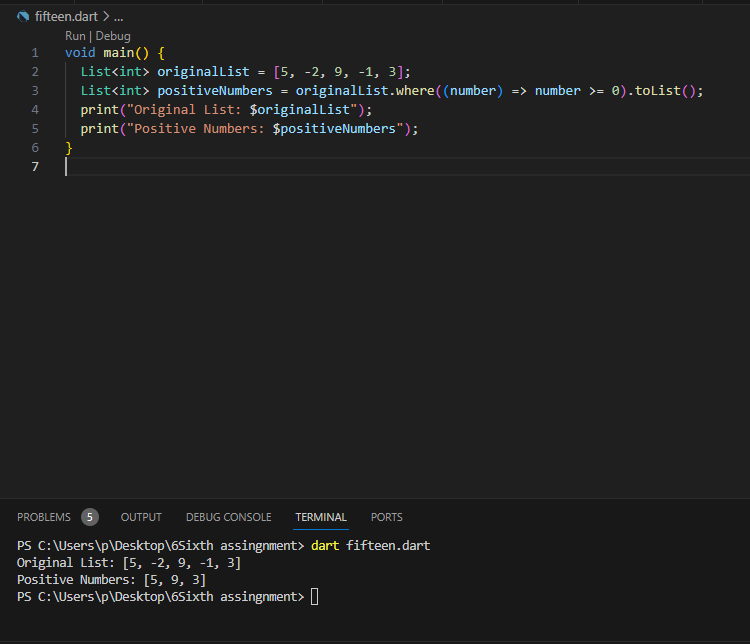 fifteen.dart > ...
Run | Debug
1 void main() {
2   List<int> originalList = [5, -2, 9, -1, 3];
3   List<int> positiveNumbers = originalList.where((number) => number >= 0).toList();
4   print("Original List: $originalList");
5   print("Positive Numbers: $positiveNumbers");
6 }
7
PROBLEMS 5 OUTPUT DEBUG CONSOLE TERMINAL PORTS
PS C:\Users\p\Desktop\6Sixth assingnment> dart fifteen.dart
Original List: [5, -2, 9, -1, 3]
Positive Numbers: [5, 9, 3]
PS C:\Users\p\Desktop\6Sixth assingnment>